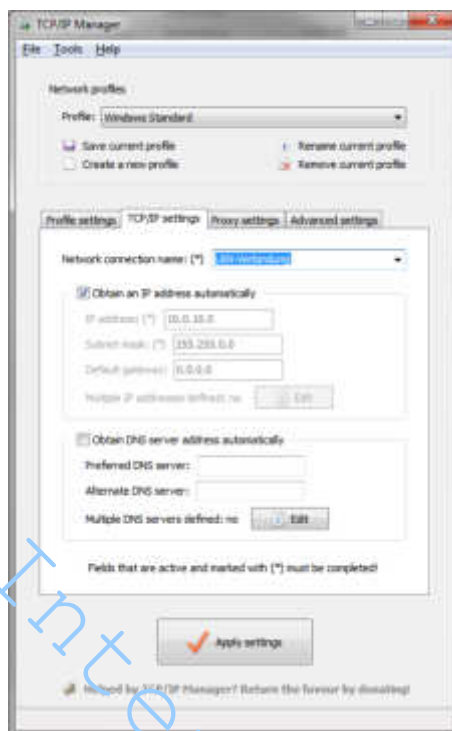 TCP/IP Manager
File Tools Help
Network profiles
Profile: Windows Standard
Save current profile Rename current profile
Create a new profile Remove current profile
Profile settings TCP/IP settings Proxy settings Advanced settings
Network connection name: (*) LAN-Verbindung
Obtain an IP address automatically
IP address: (*) 10.0.10.0
Subnet mask: (*) 255.255.0.0
Default gateway: 0.0.0.0
Multiple IP addresses defined: no Edit
Obtain DNS server address automatically
Preferred DNS server:
Alternate DNS server:
Multiple DNS servers defined: no Edit
Fields that are active and marked with (*) must be completed!
Apply settings
Helped by TCP/IP Manager? Return the favour by donating!
Inte